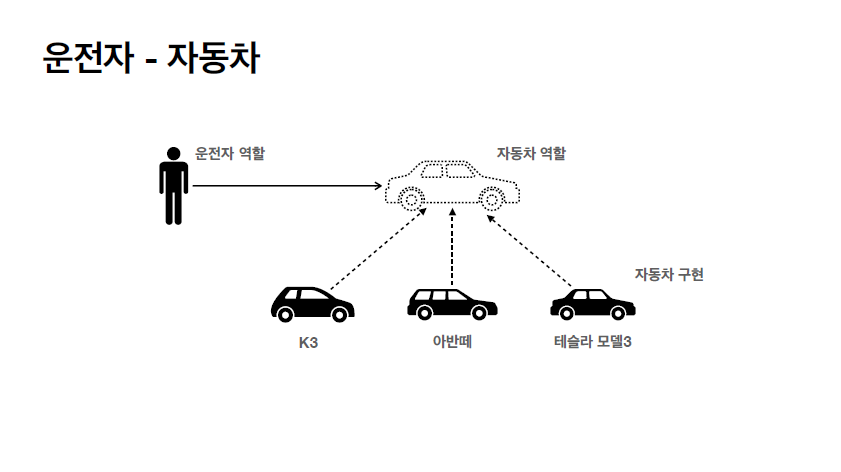 운전자 - 자동차
운전자 역할
자동차 역할
자동차 구현
K3
아반떼
테슬라 모델3